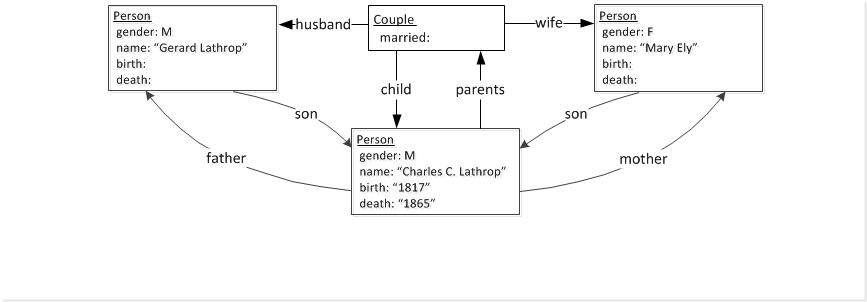 Person
gender: M
name: “Gerard Lathrop”
birth:
death:
husband
Couple
married:
wife
Person
gender: F
name: “Mary Ely”
birth:
death:
child
parents
son
son
father
mother
Person
gender: M
name: “Charles C. Lathrop”
birth: “1817”
death: “1865”